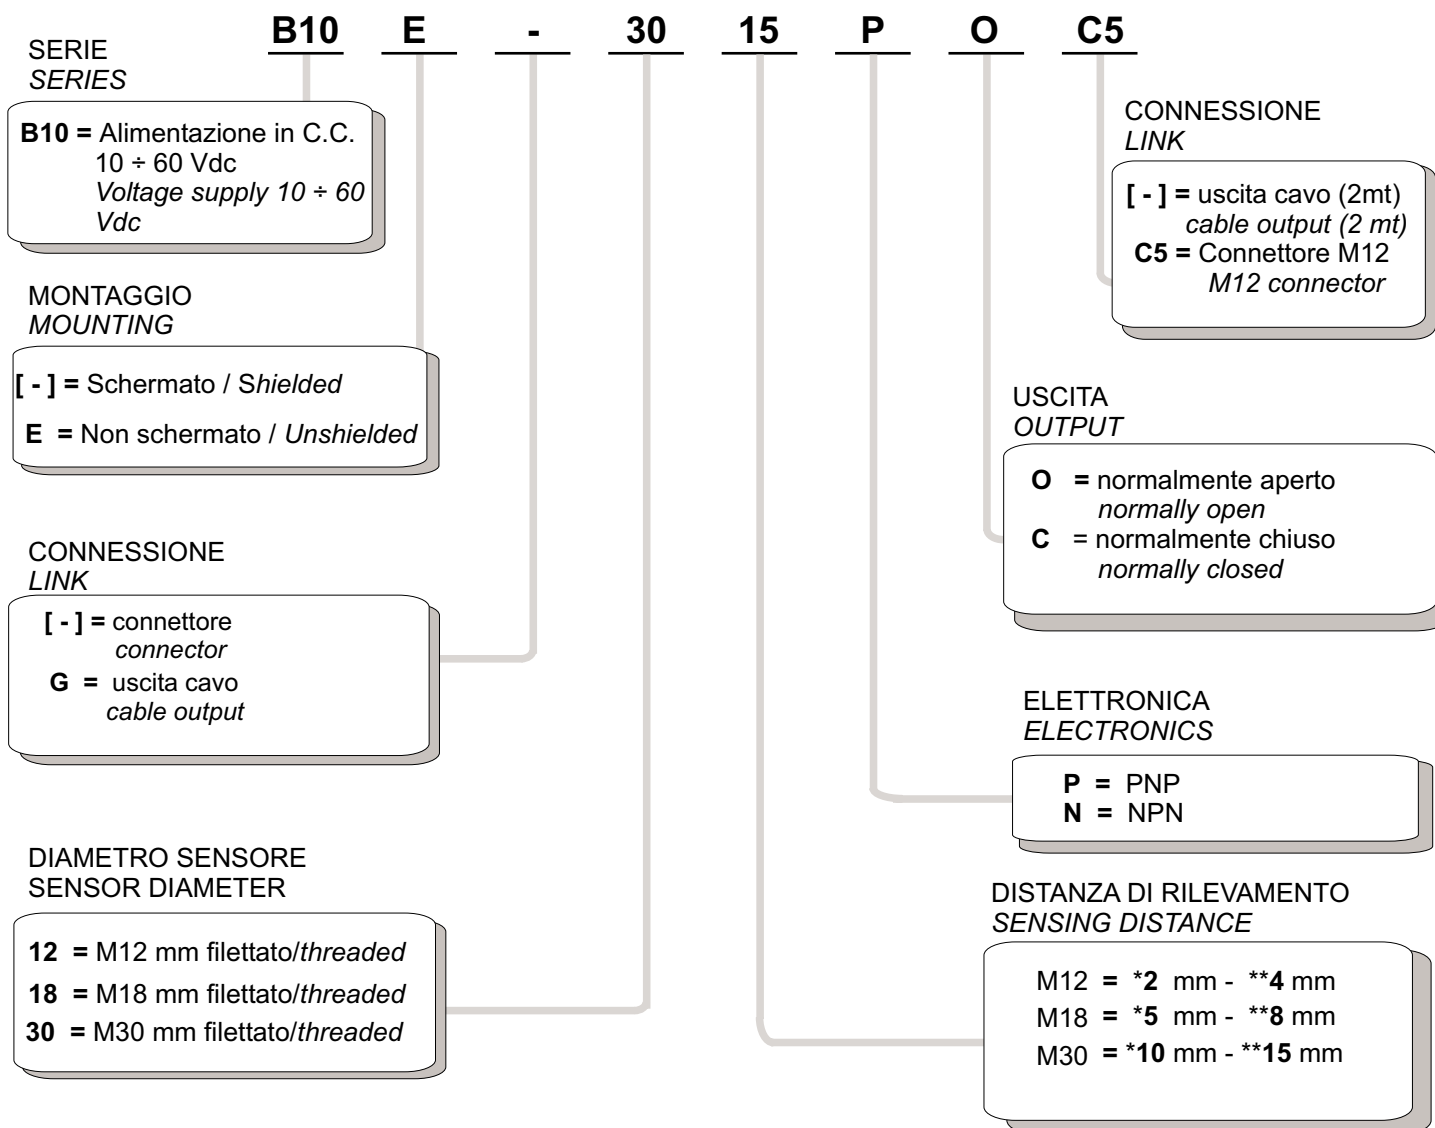 B10 E - 30 15 P O C5
SERIE
SERIES
B10 = Alimentazione in C.C.
10 ÷ 60 Vdc
Voltage supply 10 ÷ 60
Vdc
MONTAGGIO
MOUNTING
[ - ] = Schermato / Shielded
E = Non schermato / Unshielded
CONNESSIONE
LINK
[ - ] = connettore
connector
G = uscita cavo
cable output
DIAMETRO SENSORE
SENSOR DIAMETER
12 = M12 mm filettato/threaded
18 = M18 mm filettato/threaded
30 = M30 mm filettato/threaded
CONNESSIONE
LINK
[ - ] = uscita cavo (2mt)
cable output (2 mt)
C5 = Connettore M12
M12 connector
USCITA
OUTPUT
O = normalmente aperto
normally open
C = normalmente chiuso
normally closed
ELETTRONICA
ELECTRONICS
P = PNP
N = NPN
DISTANZA DI RILEVAMENTO
SENSING DISTANCE
M12 = *2 mm - **4 mm
M18 = *5 mm - **8 mm
M30 = *10 mm - **15 mm